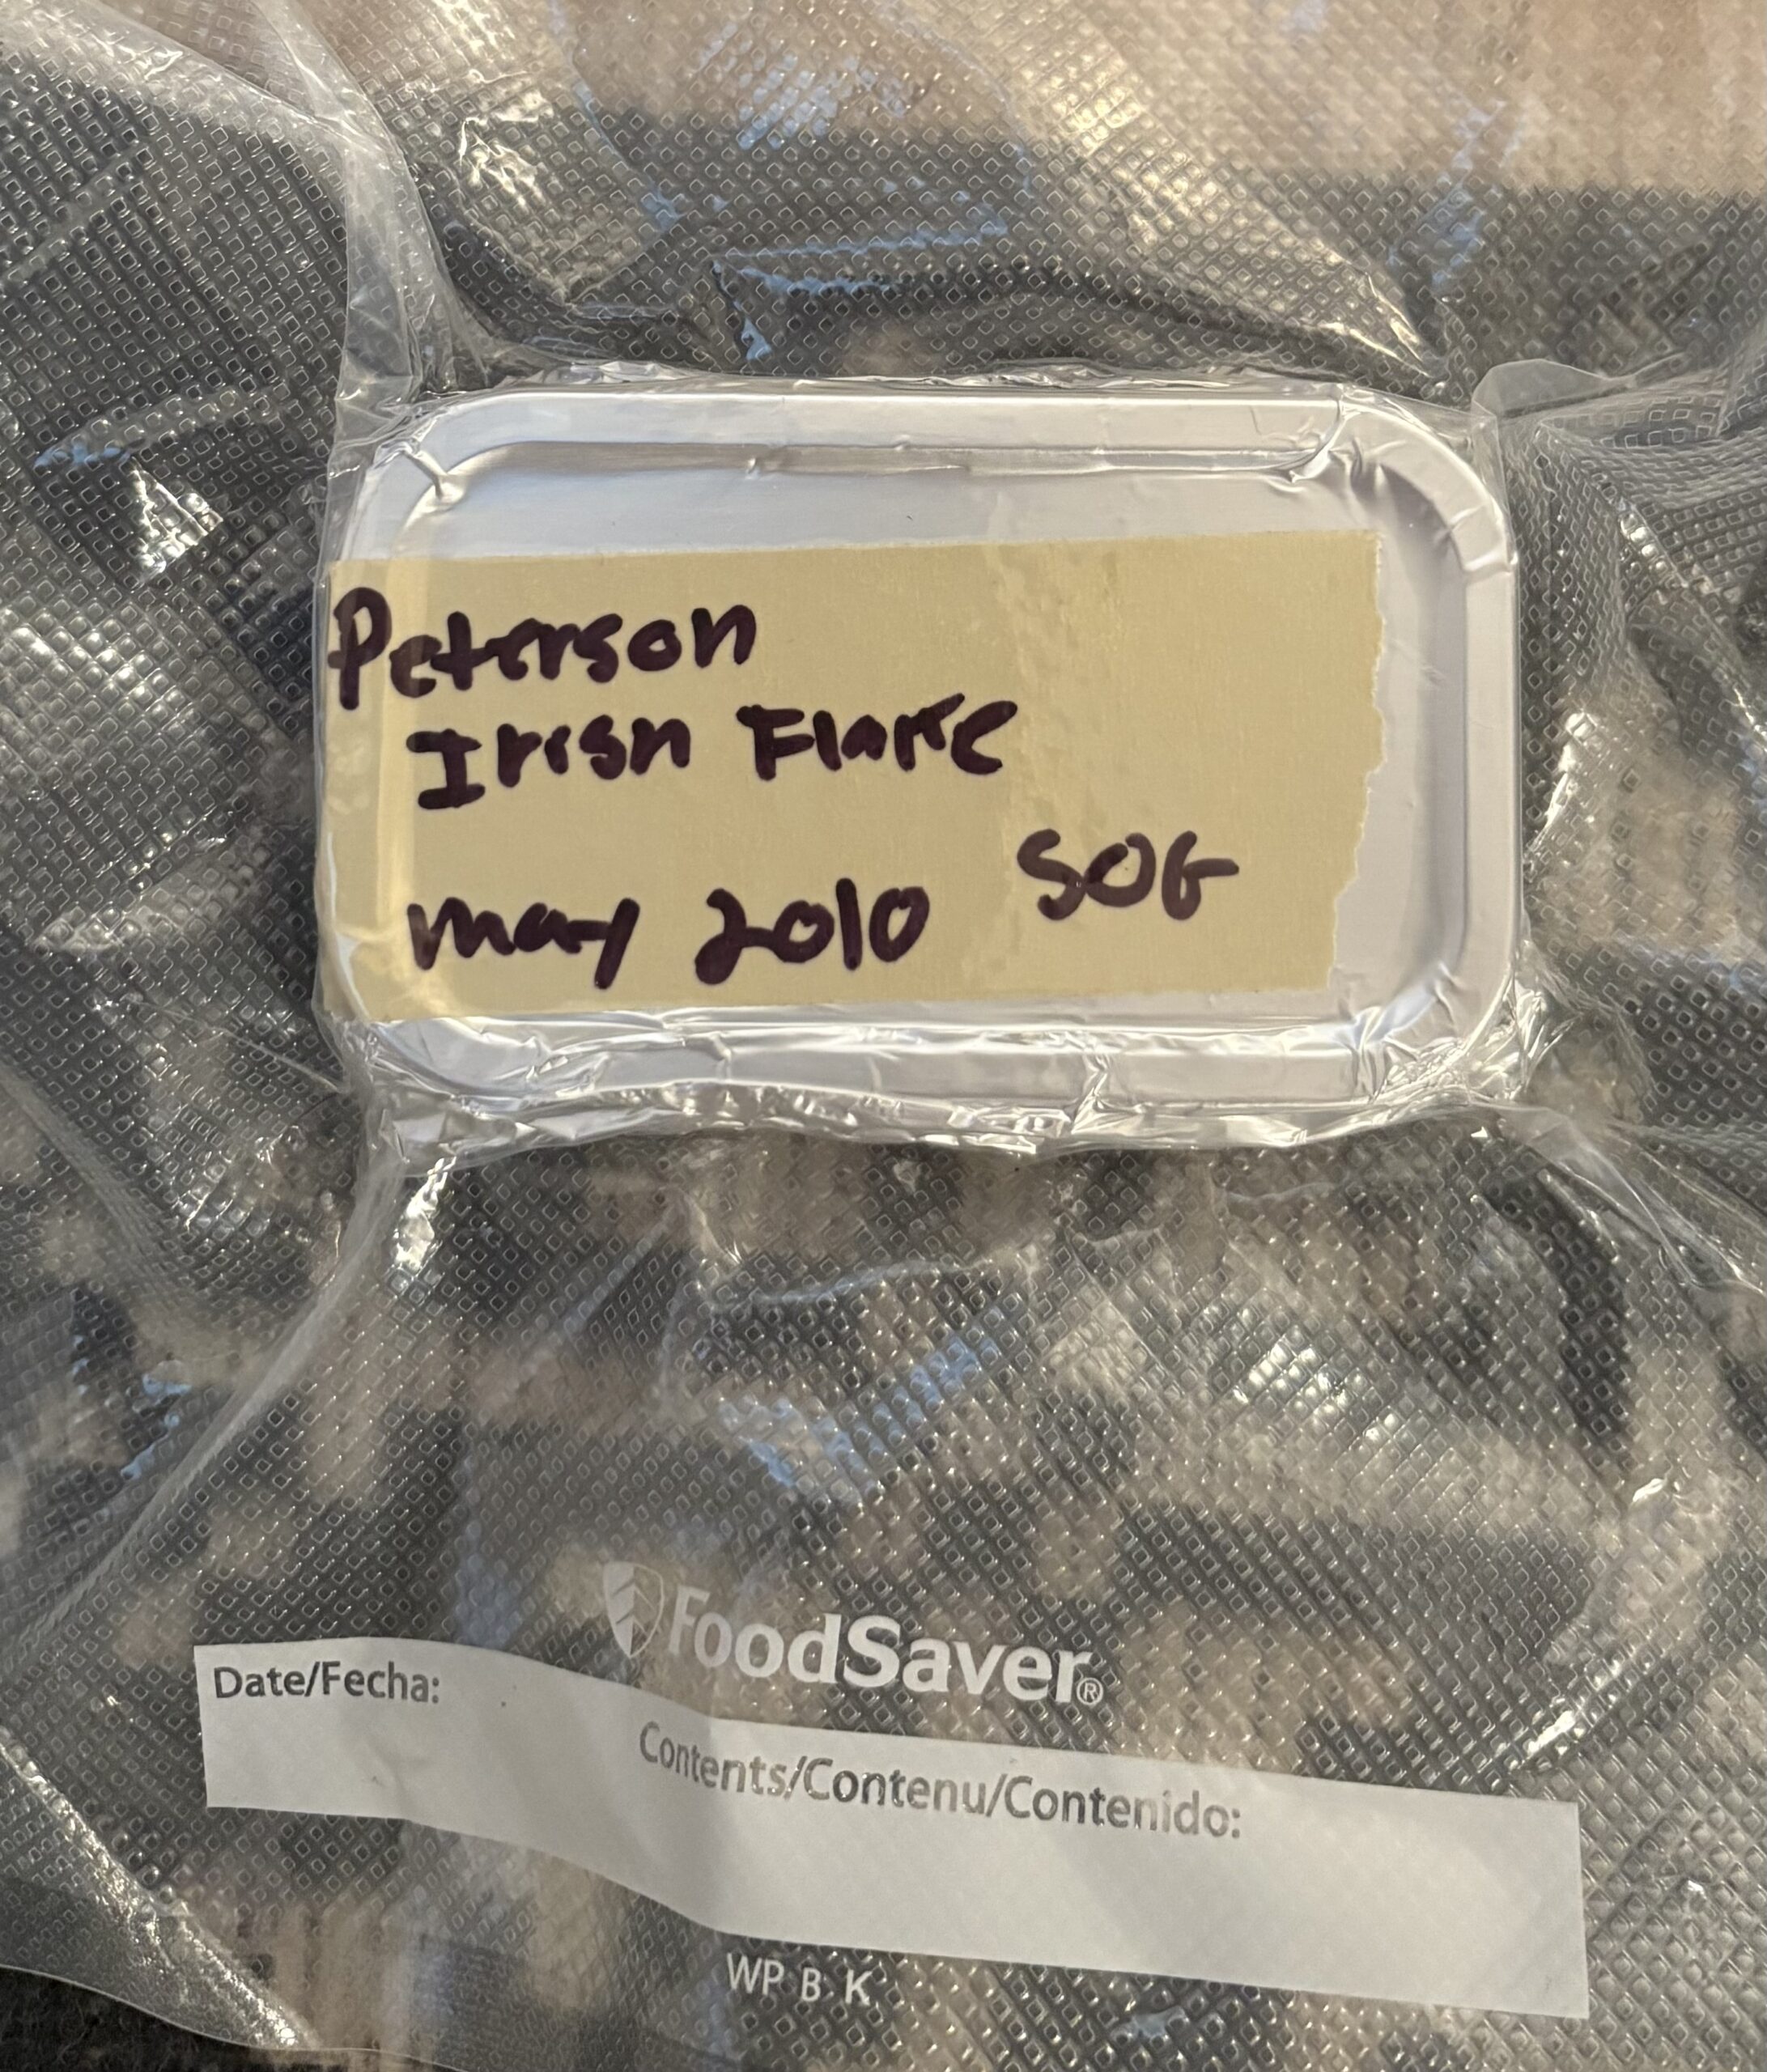 Peterson
Irish Flake
50G
May 2010
FoodSaver®
Date/Fecha:
Contents/Contenu/Contenido:
WP B K